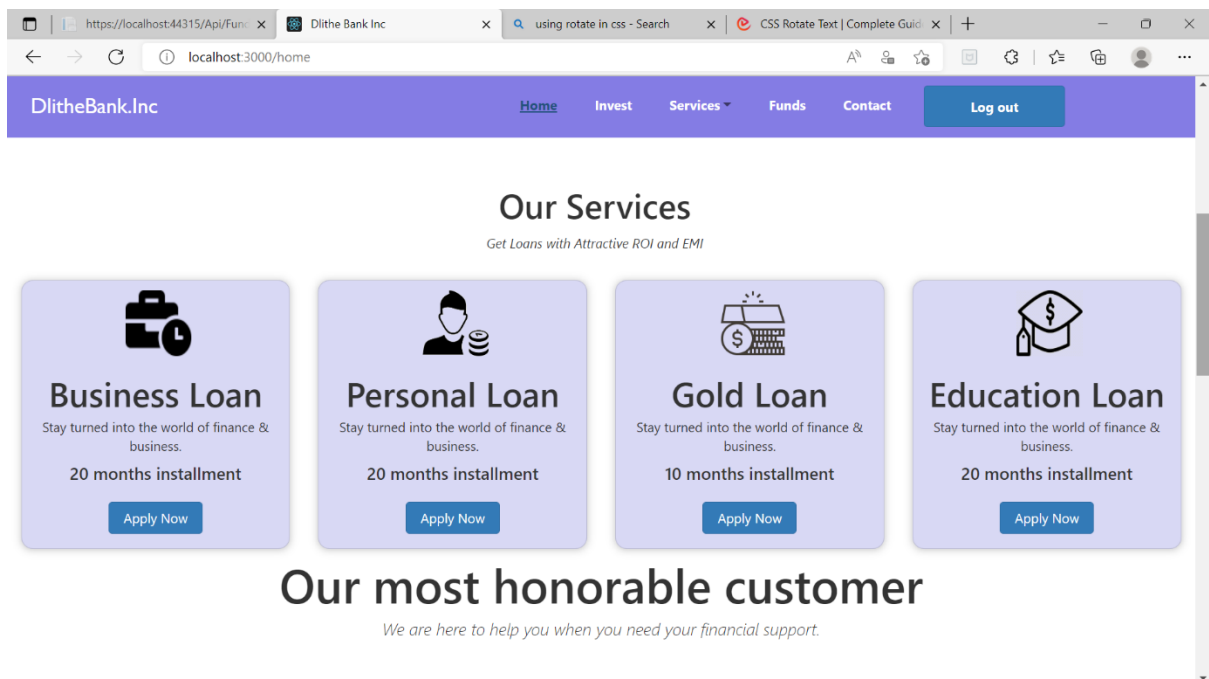 https://localhost:44315/Api/Func
Dlithe Bank Inc
using rotate in css - Search
CSS Rotate Text | Complete Guid
localhost:3000/home
DlitheBank.Inc
Home Invest Services Funds Contact Log out
Our Services
Get Loans with Attractive ROI and EMI
Business Loan
Stay turned into the world of finance &
business.
20 months installment
Apply Now
Personal Loan
Stay turned into the world of finance &
business.
20 months installment
Apply Now
Gold Loan
Stay turned into the world of finance &
business.
10 months installment
Apply Now
Education Loan
Stay turned into the world of finance &
business.
20 months installment
Apply Now
Our most honorable customer
We are here to help you when you need your financial support.